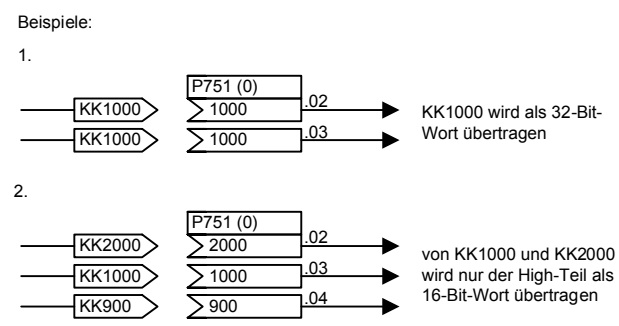 Beispiele:
1.
P751 (0)
KK1000 1000 .02
KK1000 1000 .03
KK1000 wird als 32-Bit-
Wort übertragen
2.
P751 (0)
KK2000 2000 .02
KK1000 1000 .03
KK900 900 .04
von KK1000 und KK2000
wird nur der High-Teil als
16-Bit-Wort übertragen